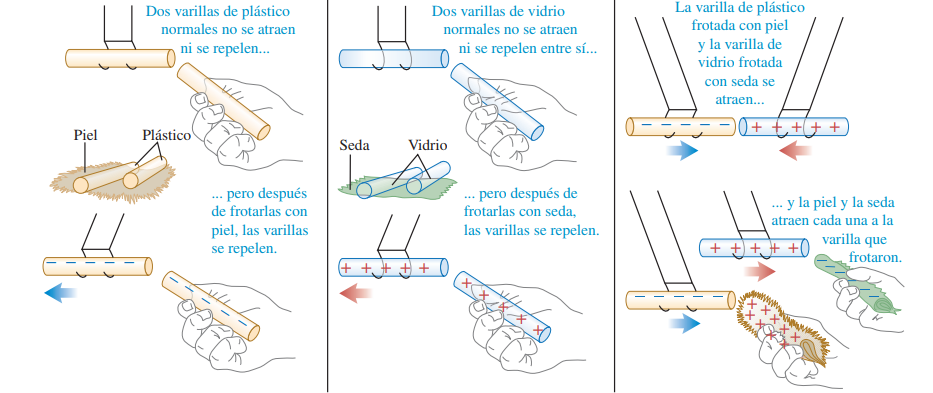 Dos varillas de plástico
normales no se atraen
ni se repelen...
Piel
Plástico
... pero después
de frotarlas con
piel, las varillas
se repelen.
Dos varillas de vidrio
normales no se atraen
ni se repelen entre sí...
Seda
Vidrio
... pero después de
frotarlas con seda,
las varillas se repelen.
La varilla de plástico
frotada con piel
y la varilla de
vidrio frotada
con seda se
atraen...
... y la piel y la seda
atraen cada una a la
varilla que
frotaron.